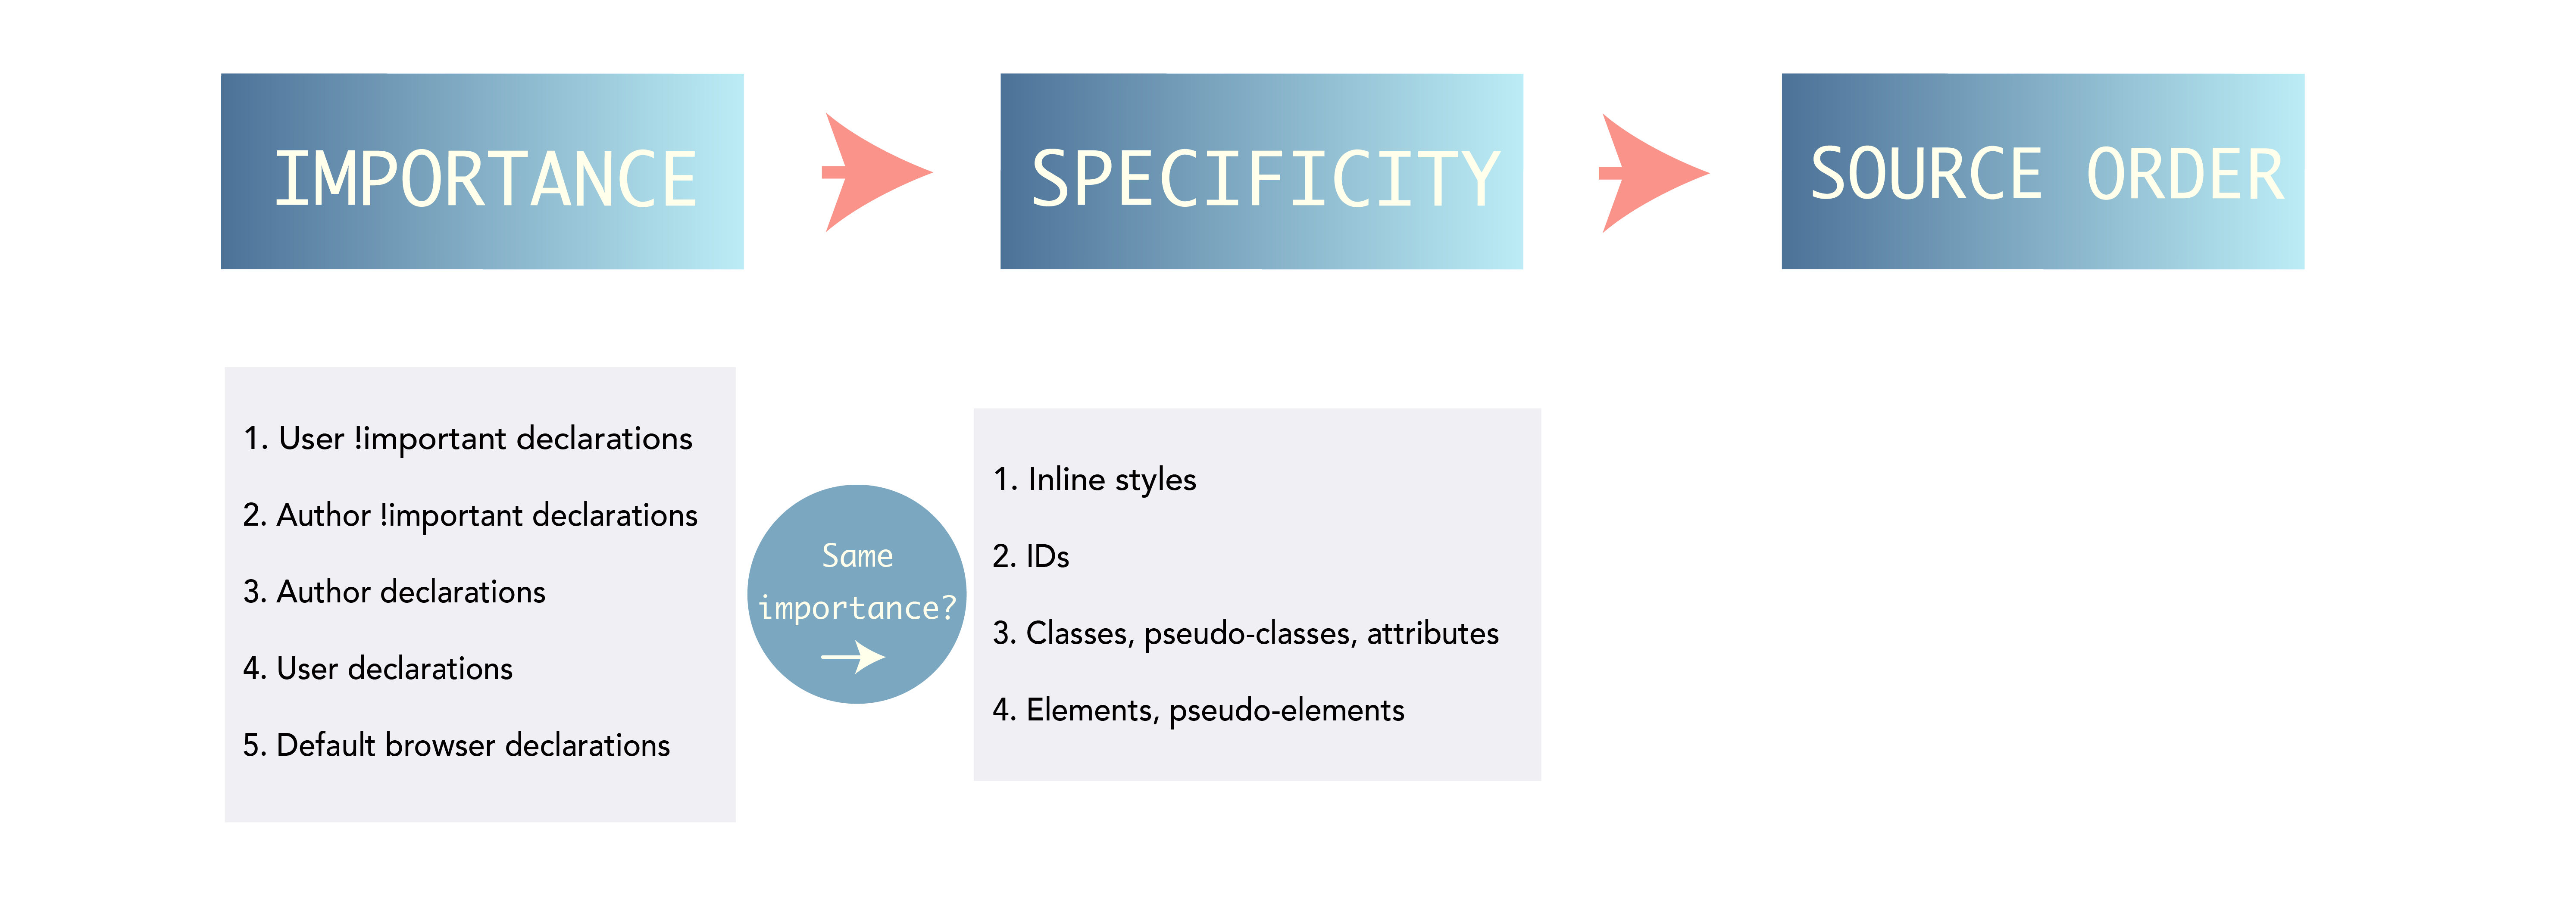 IMPORTANCE
SPECIFICITY
SOURCE ORDER
1. User !important declarations
2. Author !important declarations
3. Author declarations
4. User declarations
5. Default browser declarations
Same
importance?
1. Inline styles
2. IDs
3. Classes, pseudo-classes, attributes
4. Elements, pseudo-elements